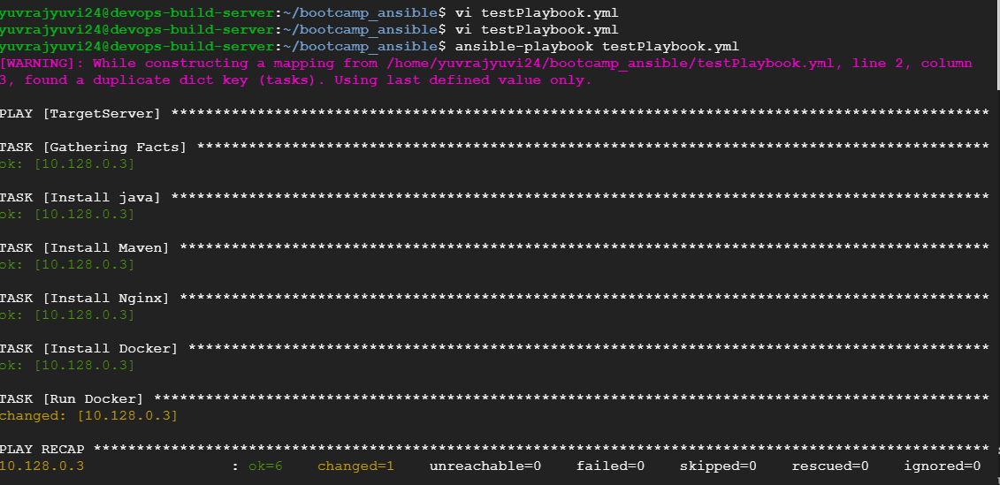 yuvrajyuvi24@devops-build-server:~/bootcamp_ansible$ vi testPlaybook.yml
yuvrajyuvi24@devops-build-server:~/bootcamp_ansible$ vi testPlaybook.yml
yuvrajyuvi24@devops-build-server:~/bootcamp_ansible$ ansible-playbook testPlaybook.yml
[WARNING]: While constructing a mapping from /home/yuvrajyuvi24/bootcamp_ansible/testPlaybook.yml, line 2, column
3, found a duplicate dict key (tasks). Using last defined value only.
PLAY [TargetServer] ***********************************************************************************************
TASK [Gathering Facts] ********************************************************************************************
ok: [10.128.0.3]
TASK [Install java] ***********************************************************************************************
ok: [10.128.0.3]
TASK [Install Maven] **********************************************************************************************
ok: [10.128.0.3]
TASK [Install Nginx] **********************************************************************************************
ok: [10.128.0.3]
TASK [Install Docker] *********************************************************************************************
ok: [10.128.0.3]
TASK [Run Docker] *************************************************************************************************
changed: [10.128.0.3]
PLAY RECAP ********************************************************************************************************
10.128.0.3                 : ok=6    changed=1    unreachable=0    failed=0    skipped=0    rescued=0    ignored=0